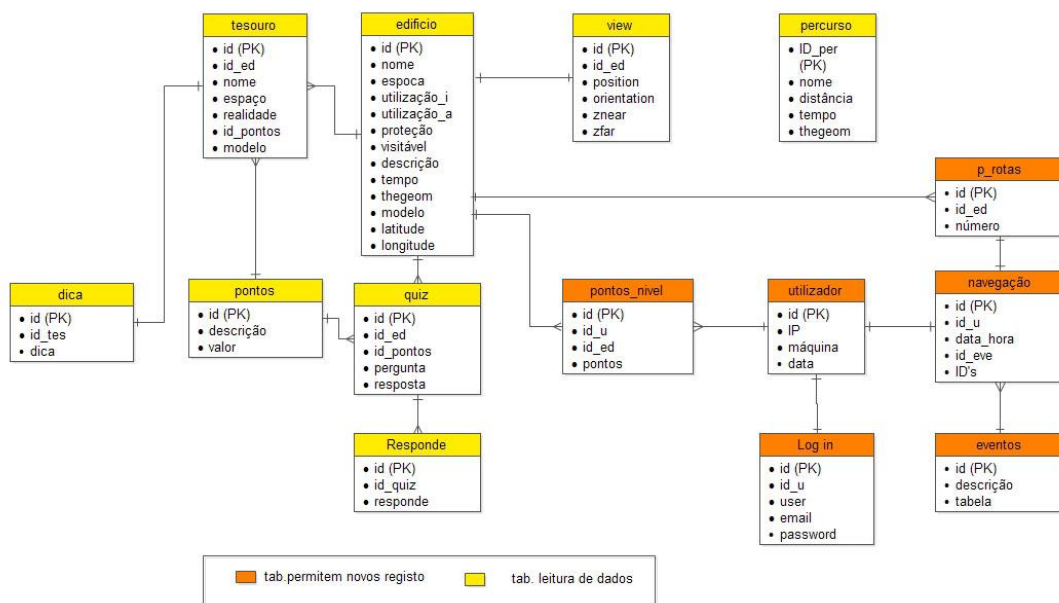 tesouro
• id (PK)
• id_ed
• nome
• espaço
• realidade
• id_pontos
• modelo
edificio
• id (PK)
• nome
• espoca
• utilização_i
• utilização_a
• proteção
• visitável
• descrição
• tempo
• thegeom
• modelo
• latitude
• longitude
view
• id (PK)
• id_ed
• position
• orientation
• znear
• zfar
percurso
• ID_per
(PK)
• nome
• distância
• tempo
• thegeom
p_rotas
• id (PK)
• id_ed
• número
dica
• id (PK)
• id_tes
• dica
pontos
• id (PK)
• descrição
• valor
quiz
• id (PK)
• id_ed
• id_pontos
• pergunta
• resposta
pontos_nivel
• id (PK)
• id_u
• id_ed
• pontos
utilizador
• id (PK)
• IP
• máquina
• data
navegação
• id (PK)
• id_u
• data_hora
• id_eve
• ID's
Responde
• id (PK)
• id_quiz
• responde
Log in
• id (PK)
• id_u
• user
• email
• password
eventos
• id (PK)
• descrição
• tabela
tab.permitem novos registo
tab. leitura de dados